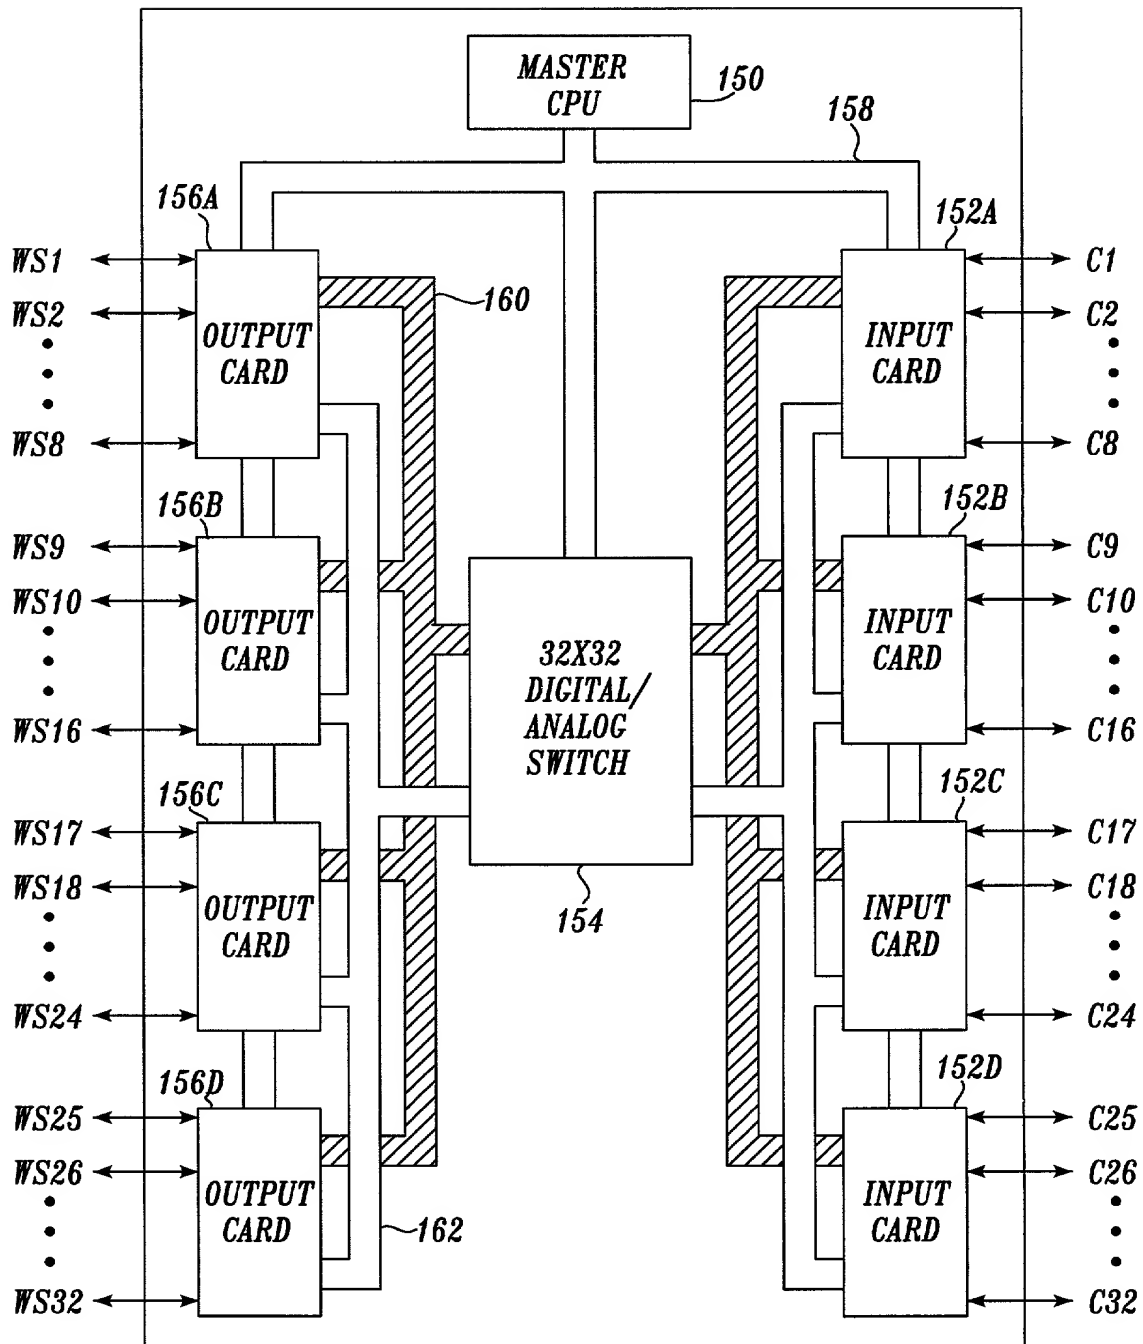 MASTER
CPU
150
158
156A
152A
WS1
C1
WS2
160
C2
OUTPUT
CARD
INPUT
CARD
WS8
C8
156B
152B
WS9
C9
WS10
C10
OUTPUT
CARD
INPUT
CARD
32X32
DIGITAL/
ANALOG
SWITCH
WS16
C16
156C
152C
WS17
C17
WS18
C18
154
OUTPUT
CARD
INPUT
CARD
WS24
C24
156D
152D
WS25
C25
WS26
C26
OUTPUT
CARD
INPUT
CARD
162
WS32
C32